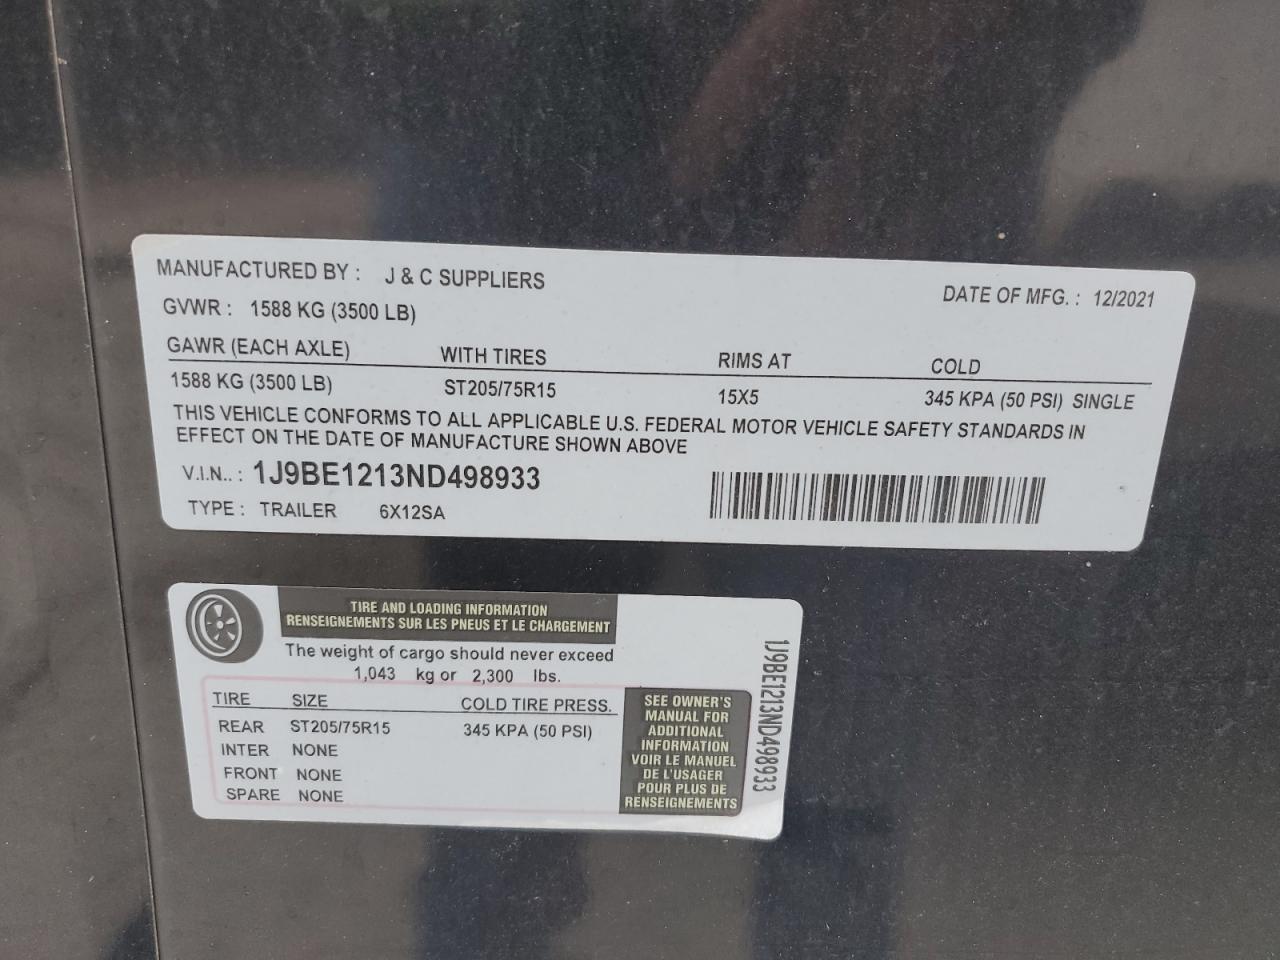 MANUFACTURED BY : J & C SUPPLIERS
DATE OF MFG. : 12/2021
GVWR : 1588 KG (3500 LB)
GAWR (EACH AXLE) WITH TIRES RIMS AT COLD
1588 KG (3500 LB) ST205/75R15 15X5 345 KPA (50 PSI) SINGLE
THIS VEHICLE CONFORMS TO ALL APPLICABLE U.S. FEDERAL MOTOR VEHICLE SAFETY STANDARDS IN
EFFECT ON THE DATE OF MANUFACTURE SHOWN ABOVE
V.I.N.. : 1J9BE1213ND498933
TYPE : TRAILER 6X12SA
TIRE AND LOADING INFORMATION
RENSEIGNEMENTS SUR LES PNEUS ET LE CHARGEMENT
The weight of cargo should never exceed
1,043 kg or 2,300 lbs.
TIRE SIZE COLD TIRE PRESS.
REAR ST205/75R15 345 KPA (50 PSI)
INTER NONE
FRONT NONE
SPARE NONE
SEE OWNER'S
MANUAL FOR
ADDITIONAL
INFORMATION
VOIR LE MANUEL
DE L'USAGER
POUR PLUS DE
RENSEIGNEMENTS
1J9BE1213ND498933